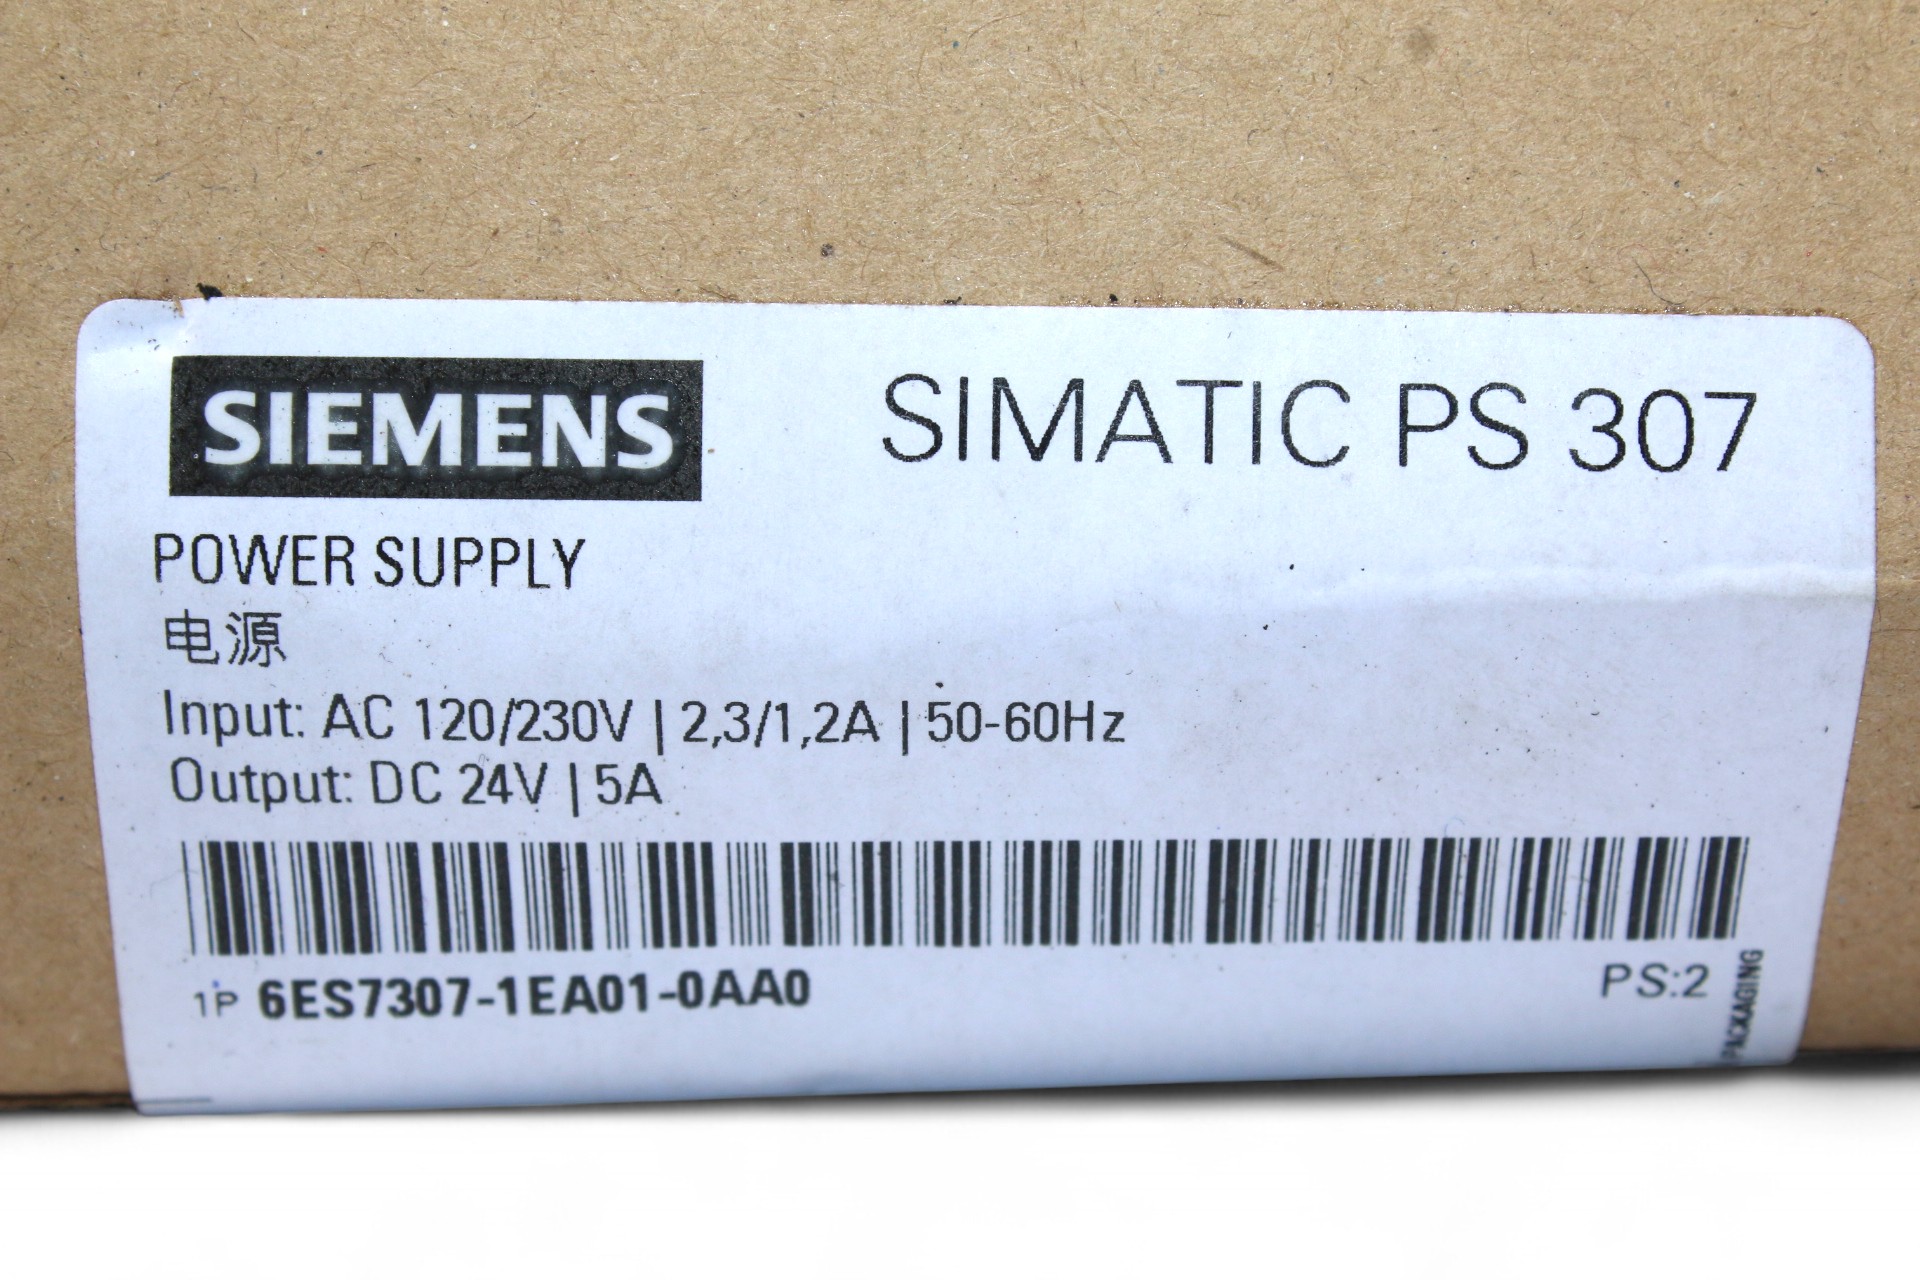 SIEMENS
SIMATIC PS 307
POWER SUPPLY
电源
Input: AC 120/230V | 2,3/1,2A | 50-60Hz
Output: DC 24V | 5A
1P 6ES7307-1EA01-0AA0
PS:2
PACKAGING